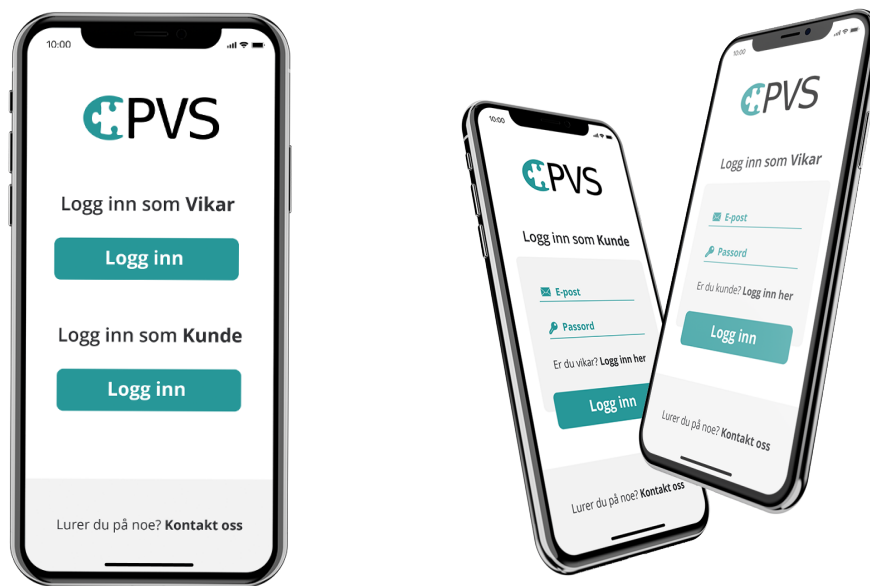 10:00
PVS
Logg inn som Vikar
Logg inn
Logg inn som Kunde
Logg inn
Lurer du på noe? Kontakt oss
10:00
PVS
Logg inn som Kunde
E-post
Passord
Er du vikar? Logg inn her
Logg inn
Lurer du på noe? Kontakt oss
10:00
PVS
Logg inn som Vikar
E-post
Passord
Er du kunde? Logg inn her
Logg inn
Lurer du på noe? Kontakt oss